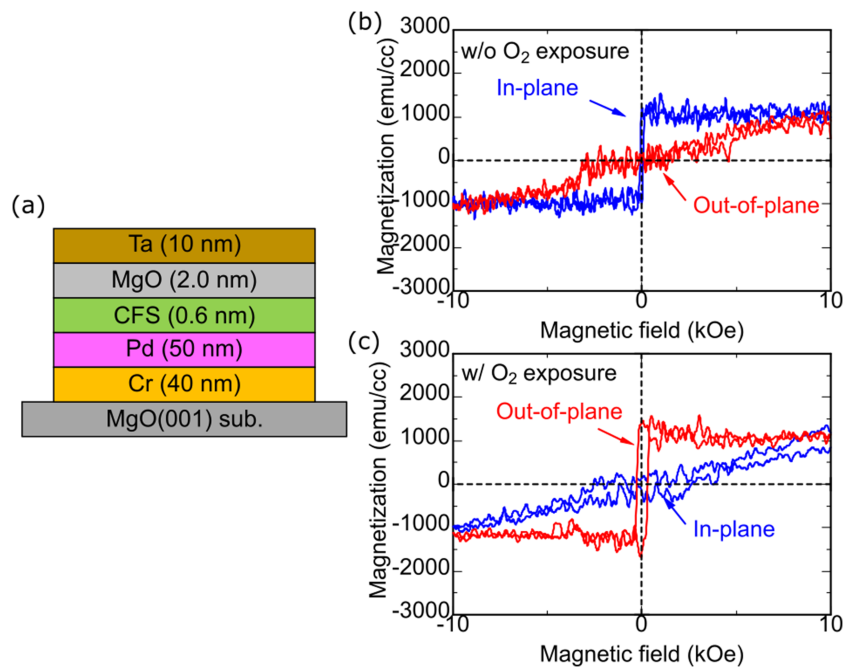 (a)
Ta (10 nm)
MgO (2.0 nm)
CFS (0.6 nm)
Pd (50 nm)
Cr (40 nm)
MgO(001) sub.
(b)
w/o O₂ exposure
In-plane
Out-of-plane
Magnetization (emu/cc)
3000
2000
1000
0
-1000
-2000
-3000
-10
0
10
Magnetic field (kOe)
(c)
w/ O₂ exposure
Out-of-plane
In-plane
Magnetization (emu/cc)
3000
2000
1000
0
-1000
-2000
-3000
-10
0
10
Magnetic field (kOe)